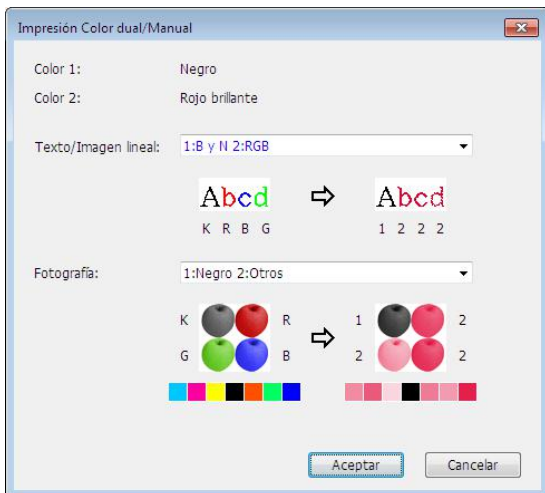 Impresión Color dual/Manual
Color 1: Negro
Color 2: Rojo brillante
Texto/Imagen lineal: 1:B y N 2:RGB
Abcd Abcd
K R B G 1 2 2 2
Fotografía: 1:Negro 2:Otros
K R 1 2
G B 2 2
Aceptar Cancelar